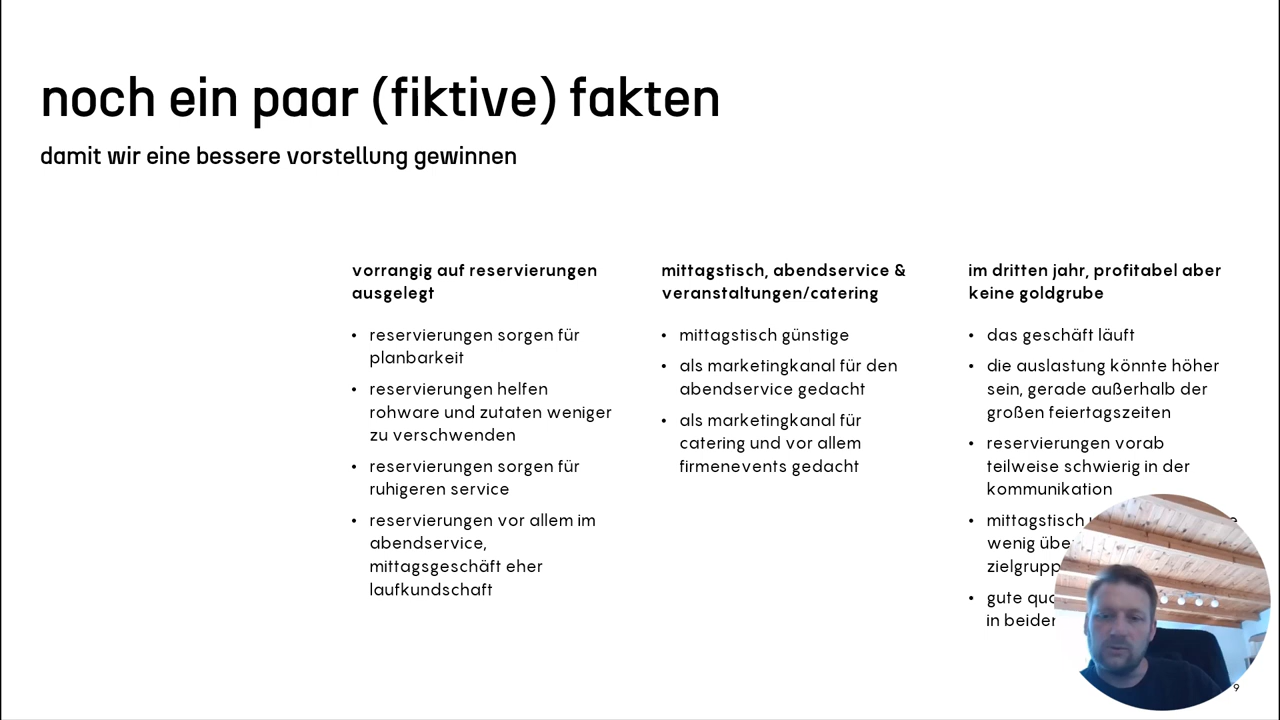 noch ein paar (fiktive) fakten
damit wir eine bessere vorstellung gewinnen
vorrangig auf reservierungen
ausgelegt
• reservierungen sorgen für
planbarkeit
• reservierungen helfen
rohware und zutaten weniger
zu verschwenden
• reservierungen sorgen für
ruhigeren service
• reservierungen vor allem im
abendservice,
mittagsgeschäft eher
laufkundschaft
mittagstisch, abendservice &
veranstaltungen/catering
• mittagstisch günstige
• als marketingkanal für den
abendservice gedacht
• als marketingkanal für
catering und vor allem
firmenevents gedacht
im dritten jahr, profitabel aber
keine goldgrube
• das geschäft läuft
• die auslastung könnte höher
sein, gerade außerhalb der
großen feiertagszeiten
• reservierungen vorab
teilweise schwierig in der
kommunikation
• mittagstisch
wenig
• gute
in
9